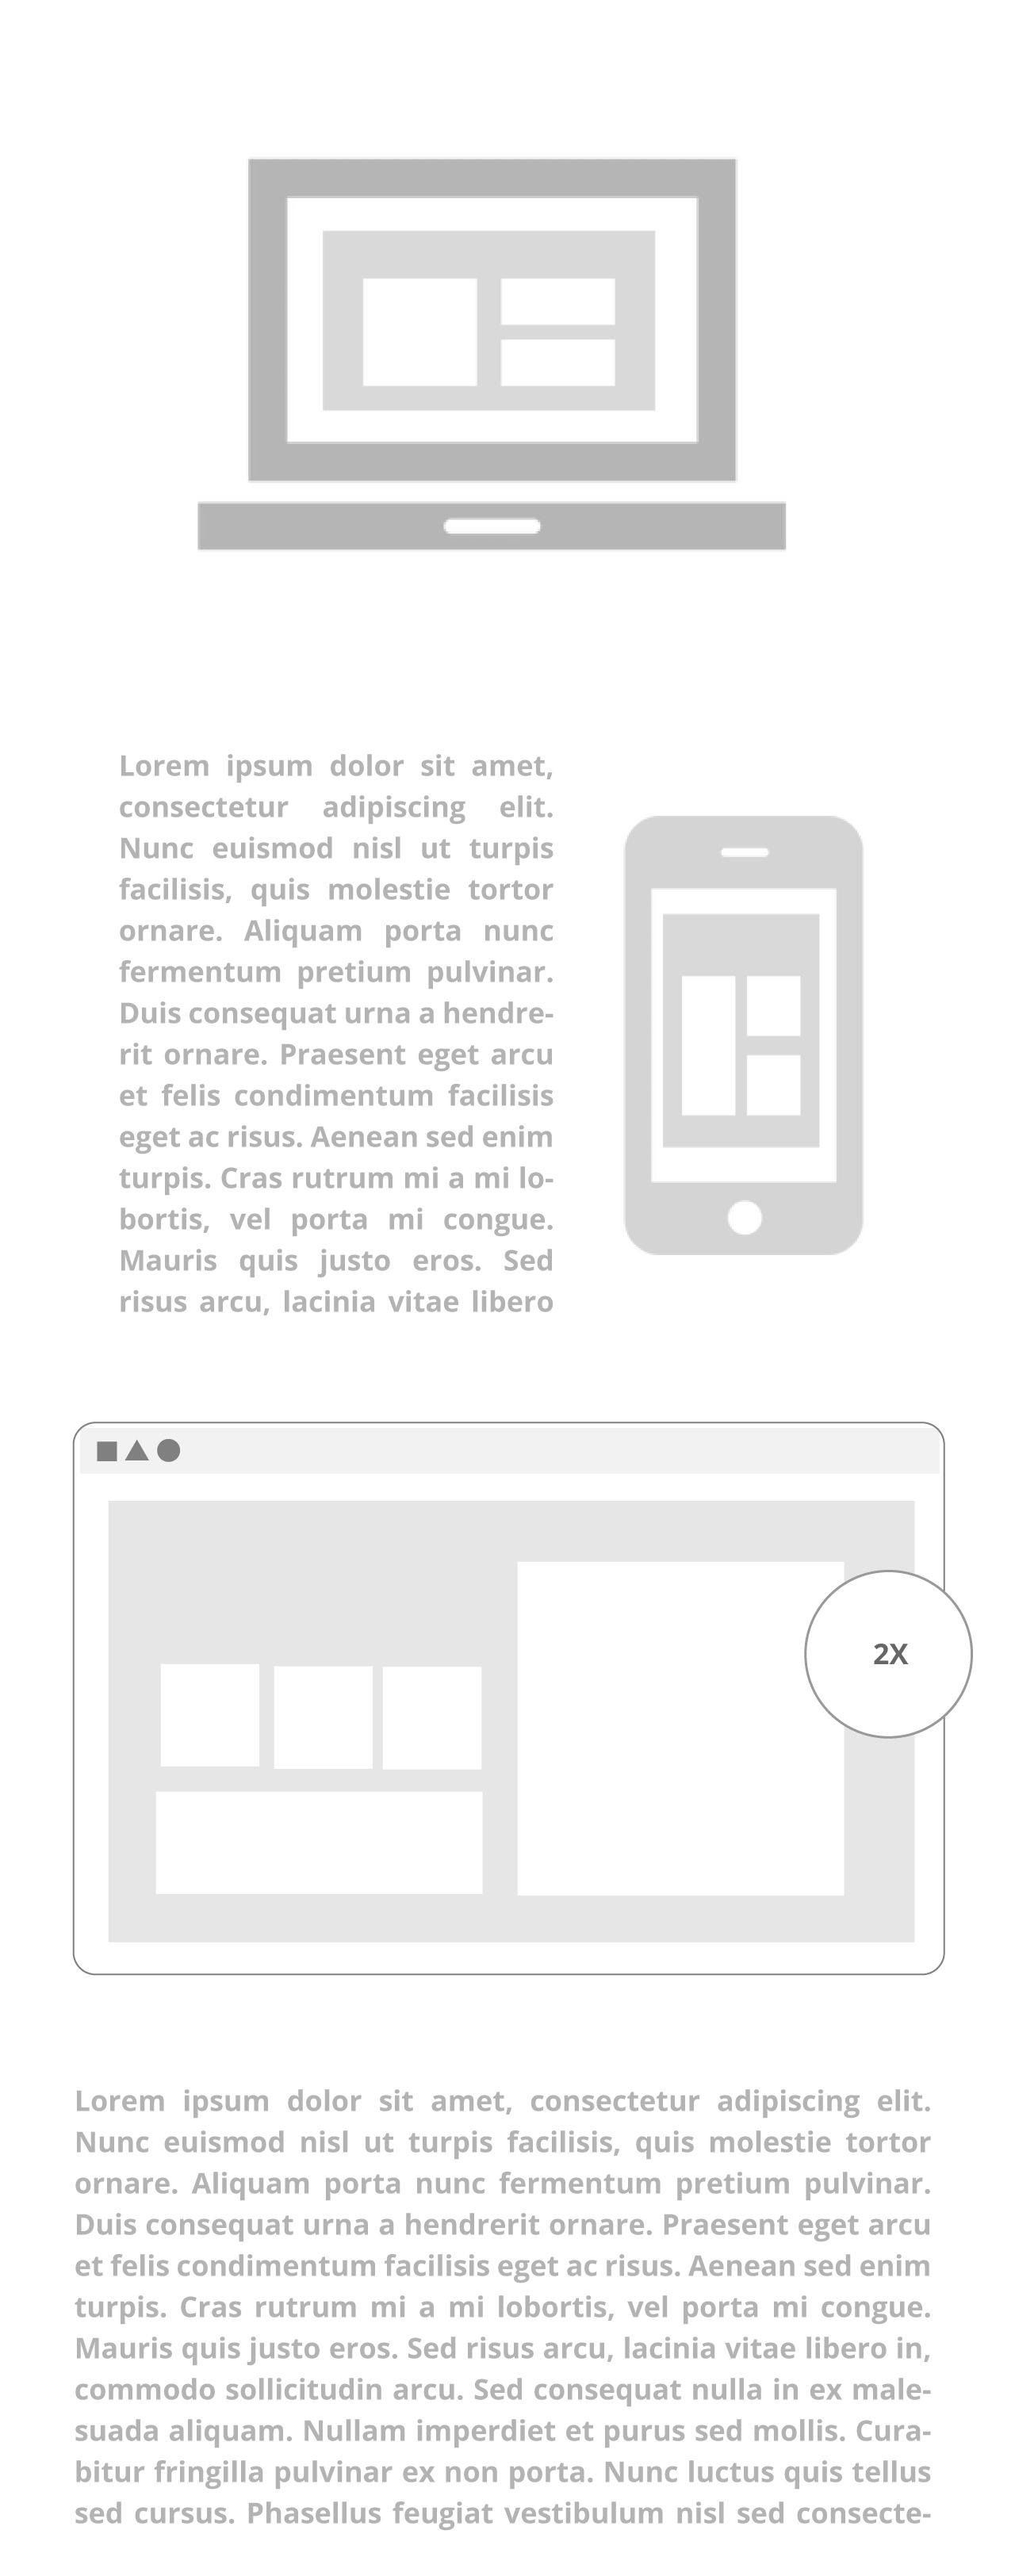 Lorem ipsum dolor sit amet,
consectetur adipiscing elit.
Nunc euismod nisl ut turpis
facilisis, quis molestie tortor
ornare. Aliquam porta nunc
fermentum pretium pulvinar.
Duis consequat urna a hendre-
rit ornare. Praesent eget arcu
et felis condimentum facilisis
eget ac risus. Aenean sed enim
turpis. Cras rutrum mi a mi lo-
bortis, vel porta mi congue.
Mauris quis justo eros. Sed
risus arcu, lacinia vitae libero
2X
Lorem ipsum dolor sit amet, consectetur adipiscing elit.
Nunc euismod nisl ut turpis facilisis, quis molestie tortor
ornare. Aliquam porta nunc fermentum pretium pulvinar.
Duis consequat urna a hendrerit ornare. Praesent eget arcu
et felis condimentum facilisis eget ac risus. Aenean sed enim
turpis. Cras rutrum mi a mi lobortis, vel porta mi congue.
Mauris quis justo eros. Sed risus arcu, lacinia vitae libero in,
commodo sollicitudin arcu. Sed consequat nulla in ex male-
suada aliquam. Nullam imperdiet et purus sed mollis. Cura-
bitur fringilla pulvinar ex non porta. Nunc luctus quis tellus
sed cursus. Phasellus feugiat vestibulum nisl sed consecte-